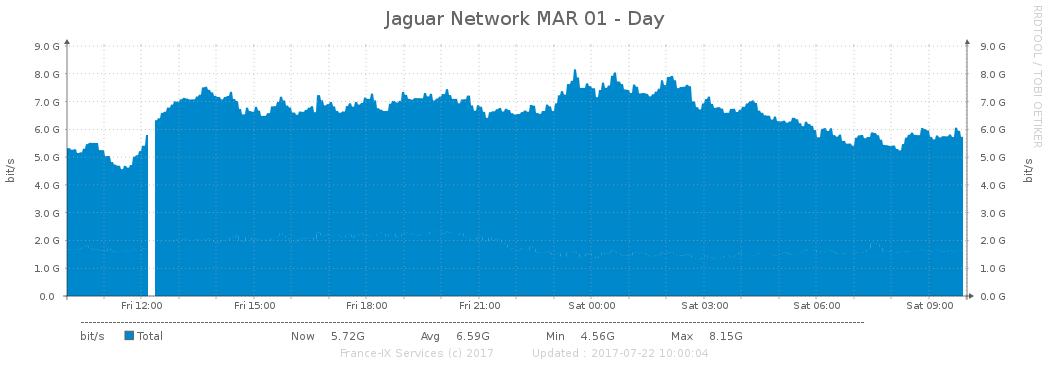 Jaguar Network MAR 01 - Day
RRDTOOL / TOBI OETIKER
9.0 G 9.0 G
8.0 G 8.0 G
7.0 G 7.0 G
6.0 G 6.0 G
5.0 G 5.0 G
4.0 G 4.0 G
3.0 G 3.0 G
2.0 G 2.0 G
1.0 G 1.0 G
0.0 0.0 G
bit/s bit/s
Fri 12:00 Fri 15:00 Fri 18:00 Fri 21:00 Sat 00:00 Sat 03:00 Sat 06:00 Sat 09:00
bit/s Total Now 5.72G Avg 6.59G Min 4.56G Max 8.15G
France-IX Services (c) 2017 Updated : 2017-07-22 10:00:04